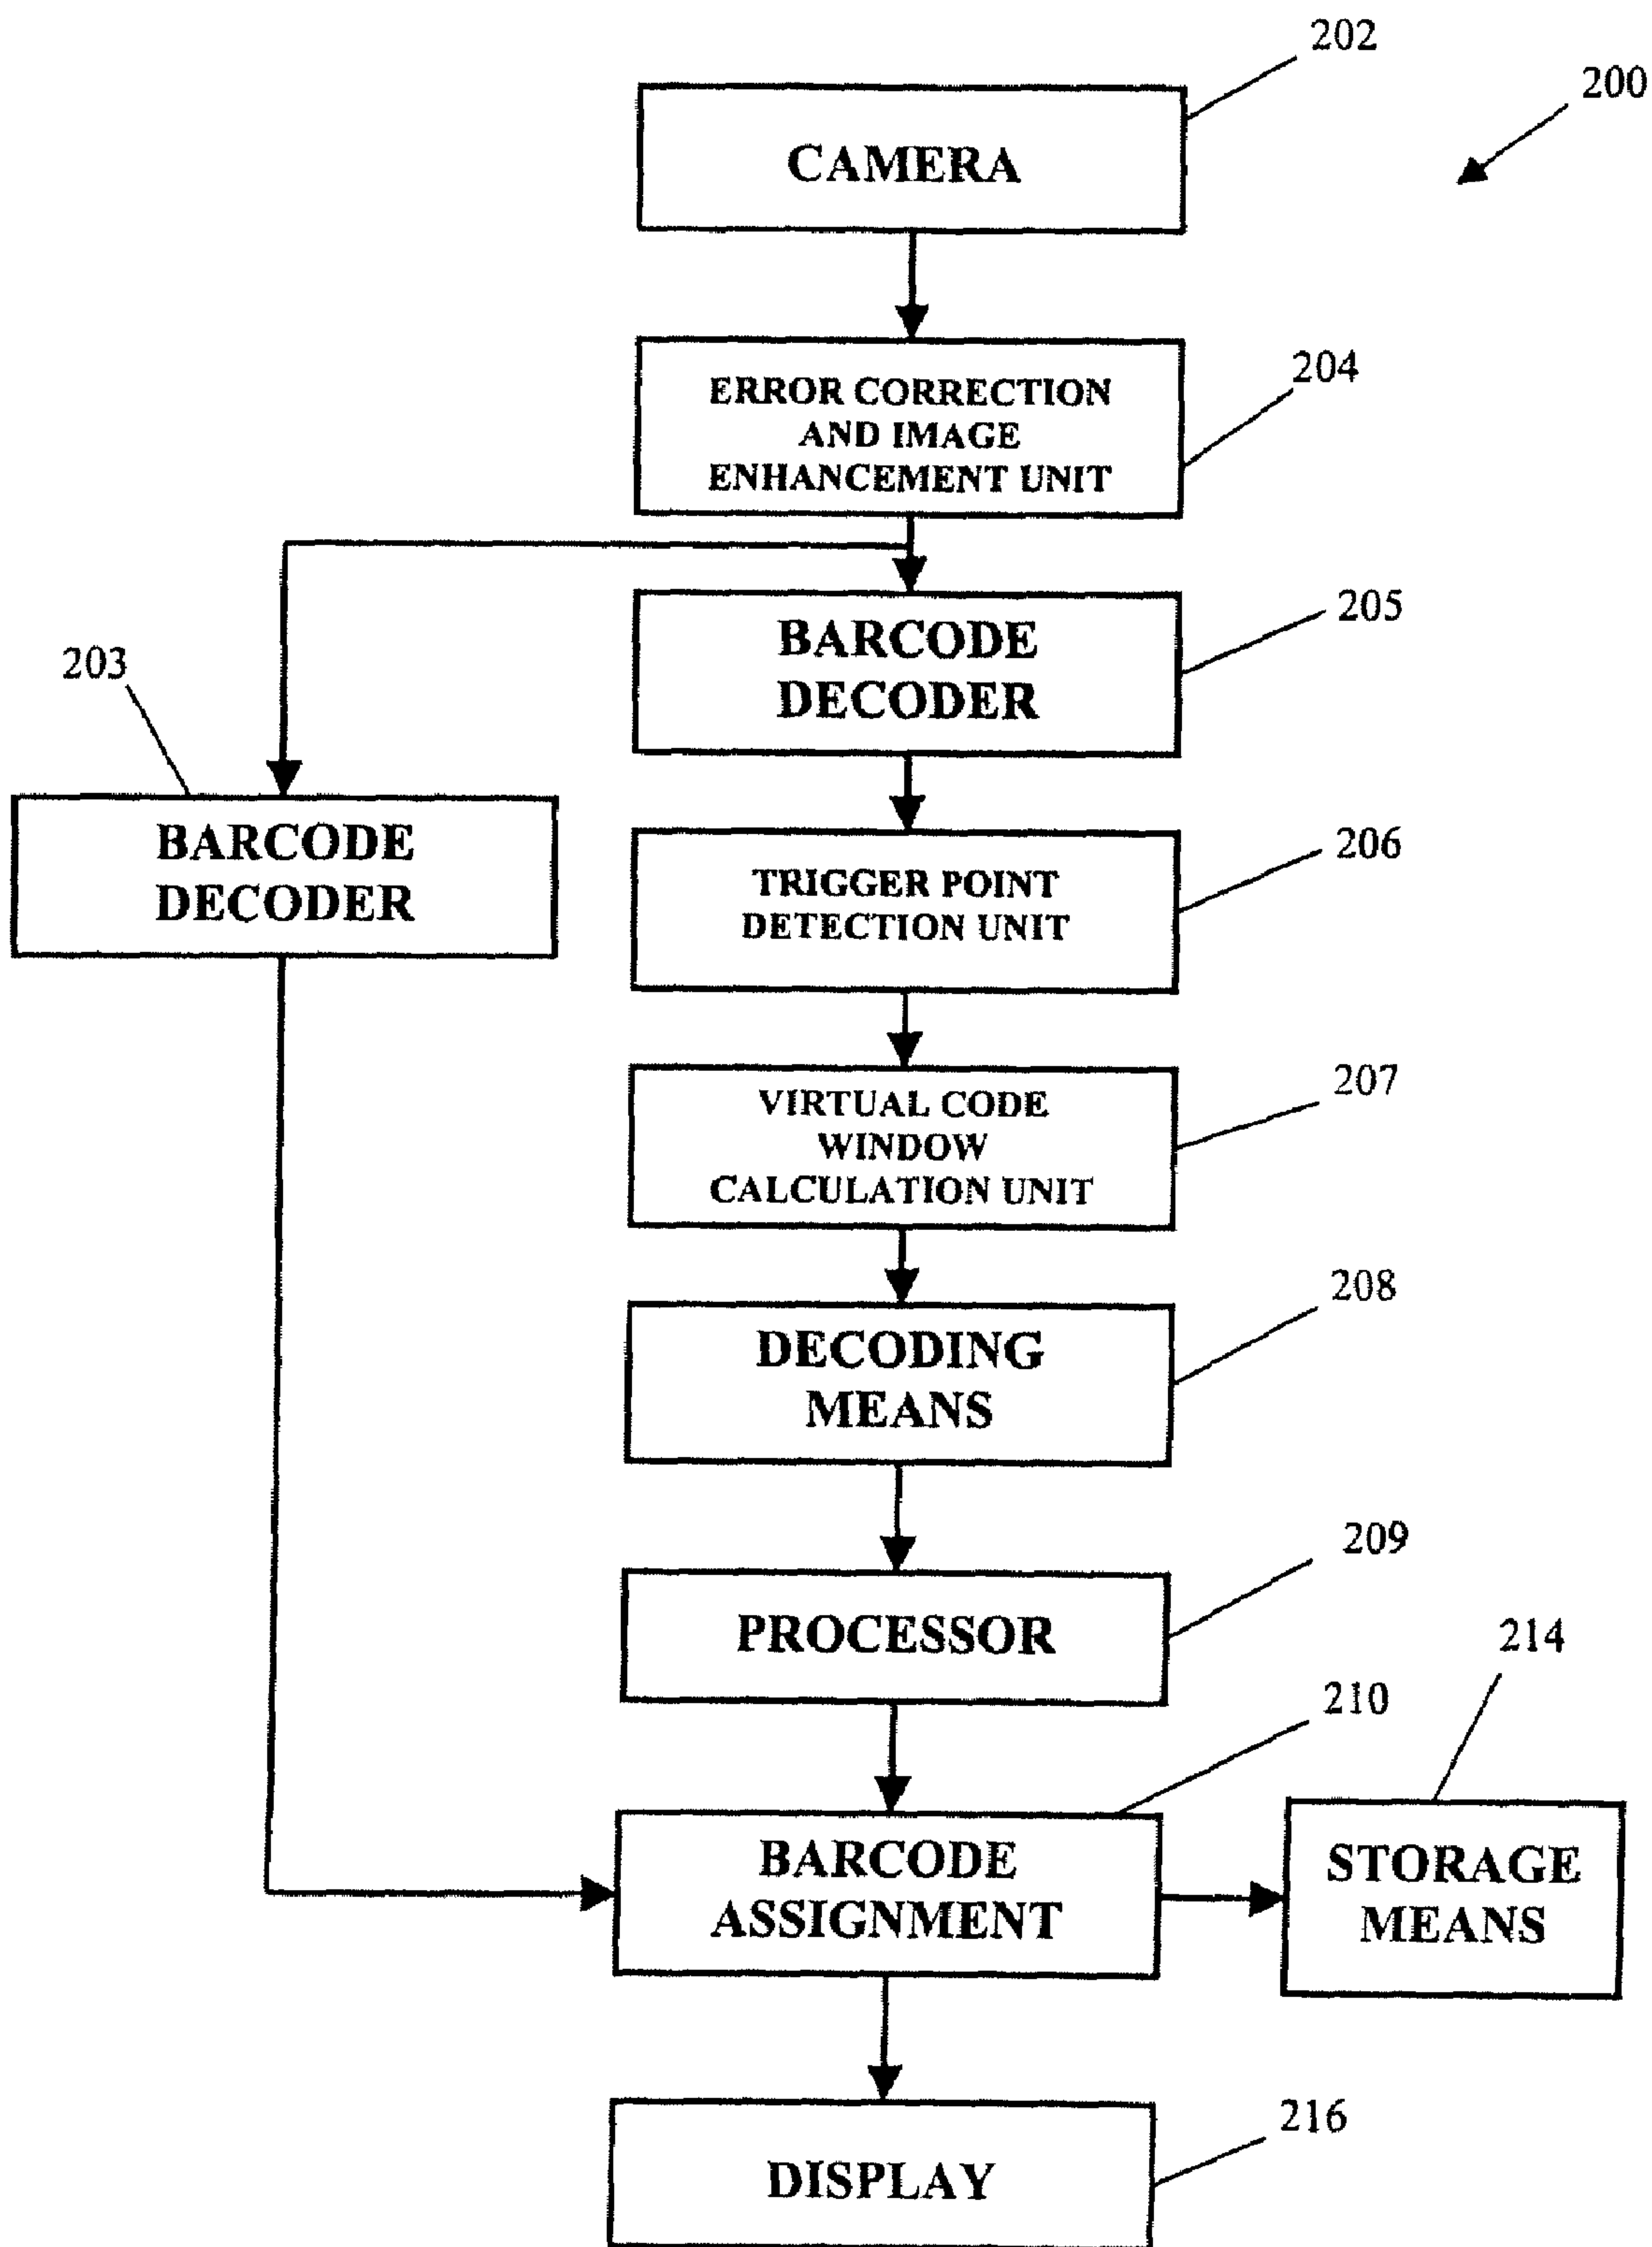 202
200
CAMERA
204
ERROR CORRECTION
AND IMAGE
ENHANCEMENT UNIT
205
BARCODE
DECODER
203
BARCODE
DECODER
206
TRIGGER POINT
DETECTION UNIT
207
VIRTUAL CODE
WINDOW
CALCULATION UNIT
208
DECODING
MEANS
209
PROCESSOR
214
210
BARCODE
ASSIGNMENT
STORAGE
MEANS
216
DISPLAY